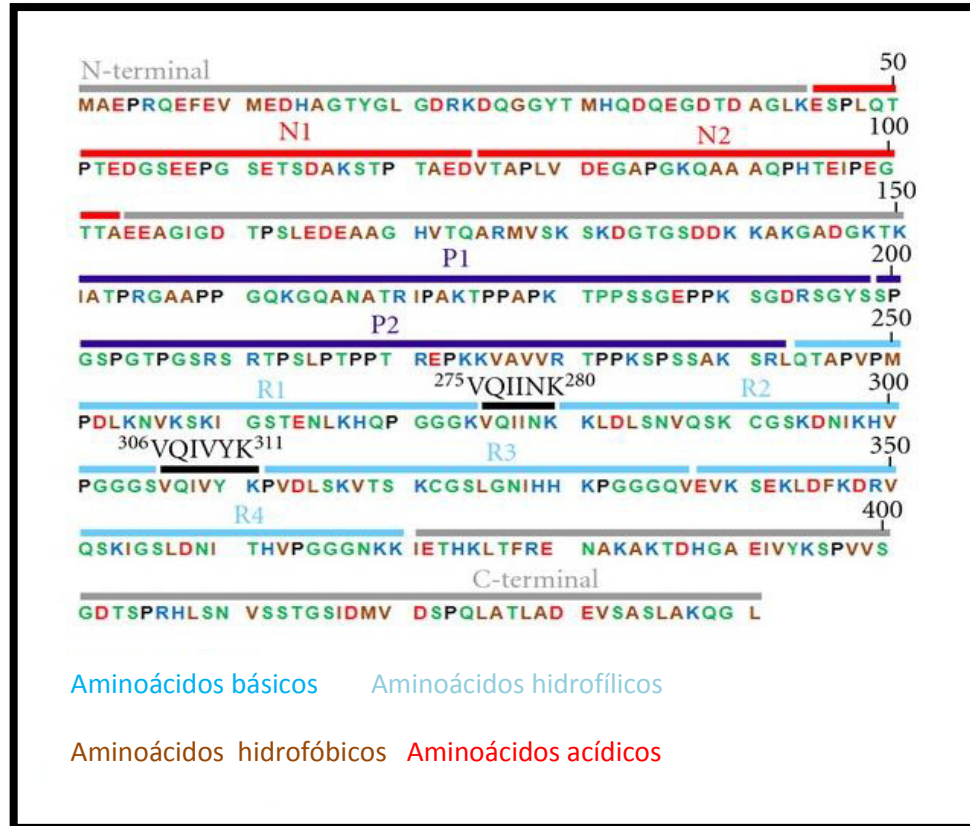 N-terminal 50
MAEPRQEFEV MEDHAGTYGL GDRKDQGGYT MHQDQEGDTD AGLKESPLQT
N1 N2 100
PTEDGSEEPG SETSDAKSTP TAEDVTAPLV DEGAPGKQAA AQPHTEIPEG
150
TTAEEAGIGD TPSLEDEAAG HVTQARMVSK SKDGTGSDDK KAKGADGKTK
P1 200
IATPRGAAPP GQKGQANATR IPAKTPPAPK TPPSSGEPPK SGDRSGYSSP
P2 250
GSPGTPGSRS RTPSLPTPPT REPKKVAVVR TPPKSPSSAK SRLQTAPVPM
R1 275VQIINK280 R2 300
PDLKNVKSKI GSTENLKHQP GGGKVQIINK KLDLSNVQSK CGSKDNIKHV
306VQIVYK311 R3 350
PGGGSVQIVY KPVDLSKVTS KCGSLGNIHH KPGGGQVEVK SEKLDFKDRV
R4 400
QSKIGSLDNI THVPGGGNKK IETHKLTFRE NAKAKTDHGA EIVYKSPVVS
C-terminal
GDTSPRHLSN VSSTGSIDMV DSPQLATLAD EVSASLAKQG L
Aminoácidos básicos Aminoácidos hidrofílicos
Aminoácidos hidrofóbicos Aminoácidos acídicos